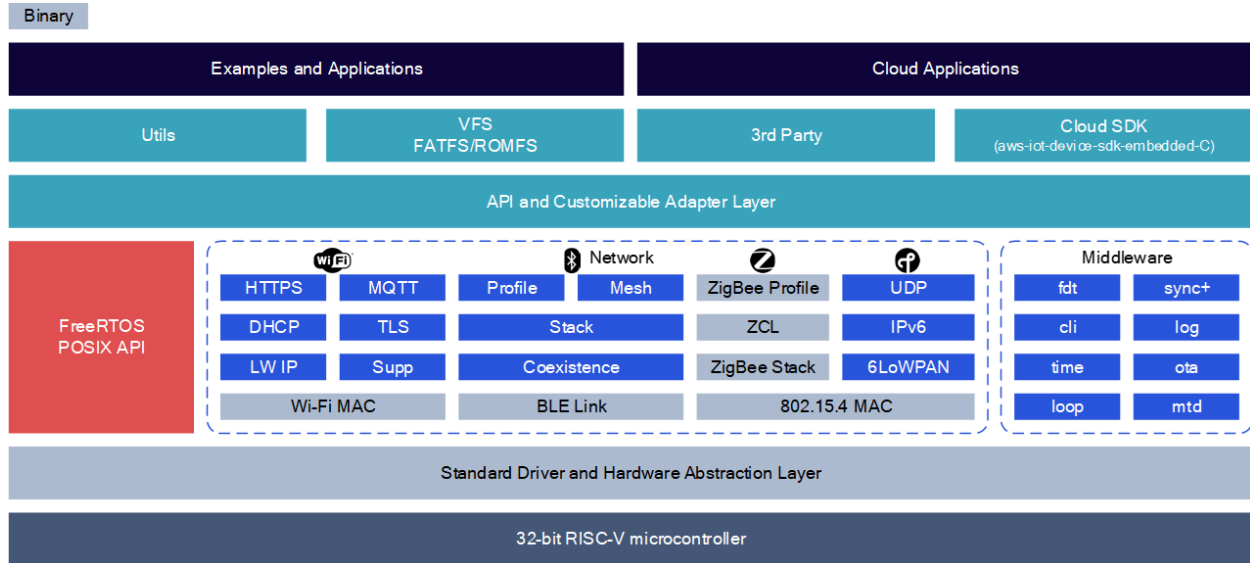 Binary
Examples and Applications
Cloud Applications
Utils
VFS
FATFS/ROMFS
3rd Party
Cloud SDK
(aws-iot-device-sdk-embedded-C)
API and Customizable Adapter Layer
FreeRTOS
POSIX API
WiFi
Network
HTTPS
MQTT
Profile
Mesh
ZigBee Profile
UDP
DHCP
TLS
Stack
ZCL
IPv6
LW IP
Supp
Coexistence
ZigBee Stack
6LoWPAN
Wi-Fi MAC
BLE Link
802.15.4 MAC
Middleware
fdt
sync+
cli
log
time
ota
loop
mtd
Standard Driver and Hardware Abstraction Layer
32-bit RISC-V microcontroller